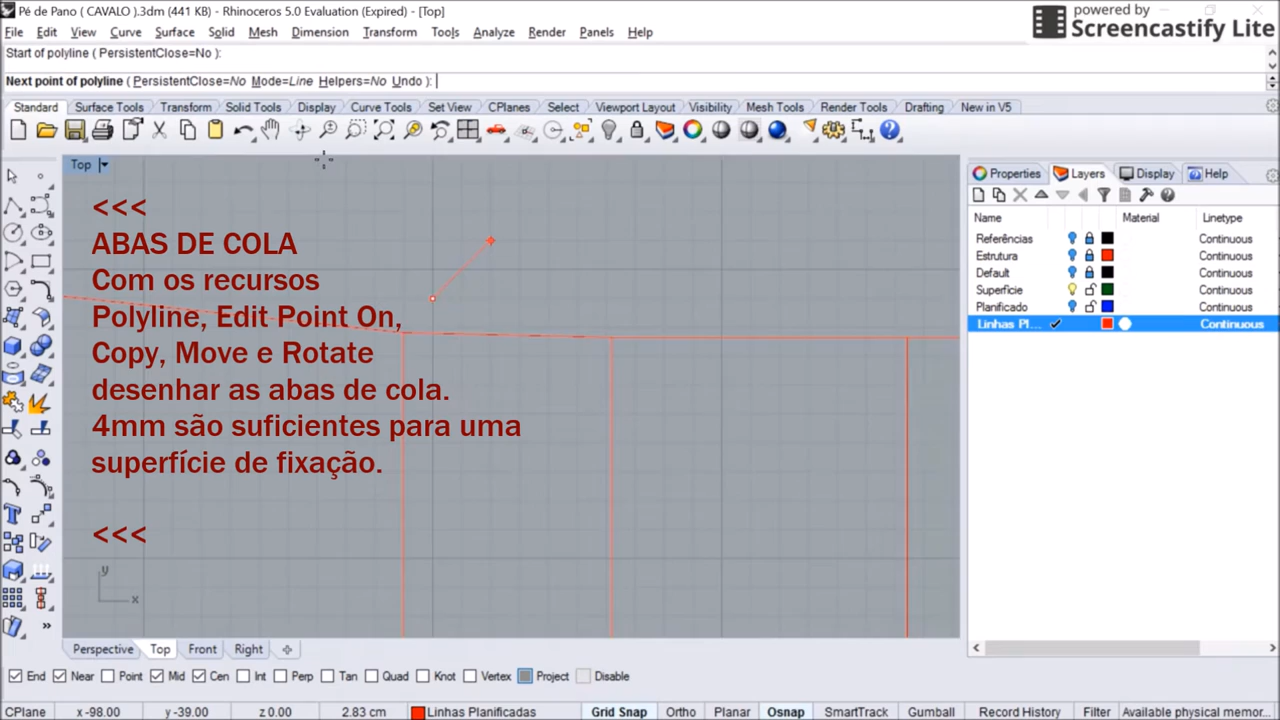 Pé de Pano ( CAVALO ).3dm (441 KB) - Rhinoceros 5.0 Evaluation (Expired) - [Top]
powered by
Screencastify Lite
File Edit View Curve Surface Solid Mesh Dimension Transform Tools Analyze Render Panels Help
Start of polyline ( PersistentClose=No ):
Next point of polyline ( PersistentClose=No Mode=Line Helpers=No Undo ):
Standard Surface Tools Transform Solid Tools Display Curve Tools Set View CPlanes Select Viewport Layout Visibility Mesh Tools Render Tools Drafting New in V5
Top
Properties Layers Display Help
Name Material Linetype
Referências Continuous
Estrutura Continuous
Default Continuous
Superficie Continuous
Planificado Continuous
Linhas Pl... Continuous
<<<
ABAS DE COLA
Com os recursos
Polyline, Edit Point On,
Copy, Move e Rotate
desenhar as abas de cola.
4mm são suficientes para uma
superfície de fixação.
<<<
y
x
Perspective Top Front Right
End Near Point Mid Cen Int Perp Tan Quad Knot Vertex Project Disable
CPlane x -98.00 y -39.00 z 0.00 2.83 cm Linhas Planificadas Grid Snap Ortho Planar Osnap SmartTrack Gumball Record History Filter Available physical memor...